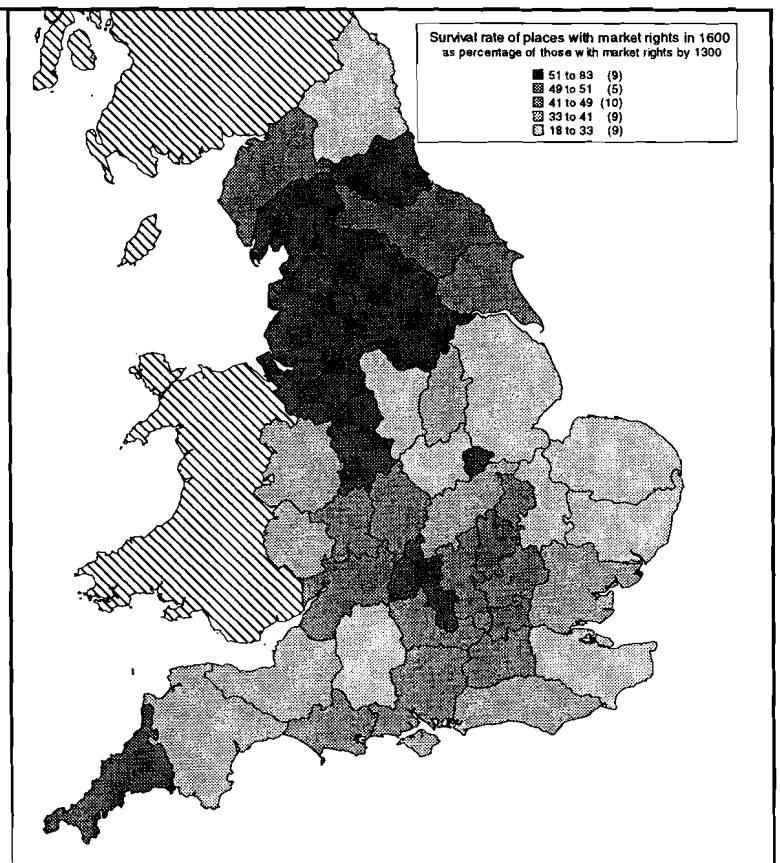 Survival rate of places with market rights in 1600
as percentage of those with market rights by 1300
51 to 83 (9)
49 to 51 (5)
41 to 49 (10)
33 to 41 (9)
18 to 33 (9)